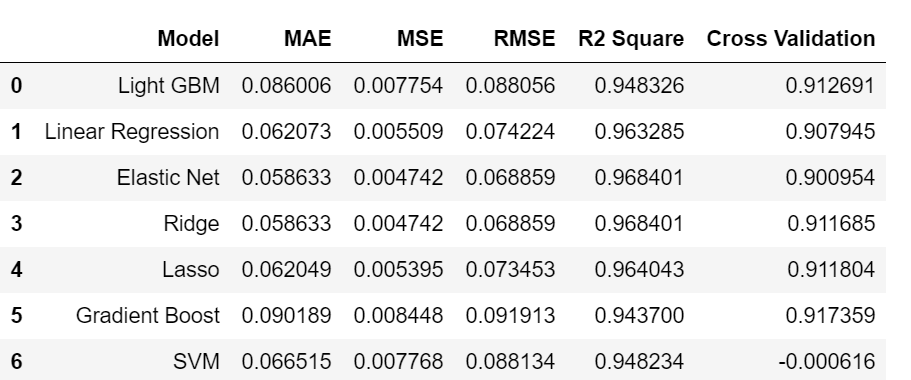 Model MAE MSE RMSE R2 Square Cross Validation
0 Light GBM 0.086006 0.007754 0.088056 0.948326 0.912691
1 Linear Regression 0.062073 0.005509 0.074224 0.963285 0.907945
2 Elastic Net 0.058633 0.004742 0.068859 0.968401 0.900954
3 Ridge 0.058633 0.004742 0.068859 0.968401 0.911685
4 Lasso 0.062049 0.005395 0.073453 0.964043 0.911804
5 Gradient Boost 0.090189 0.008448 0.091913 0.943700 0.917359
6 SVM 0.066515 0.007768 0.088134 0.948234 -0.000616